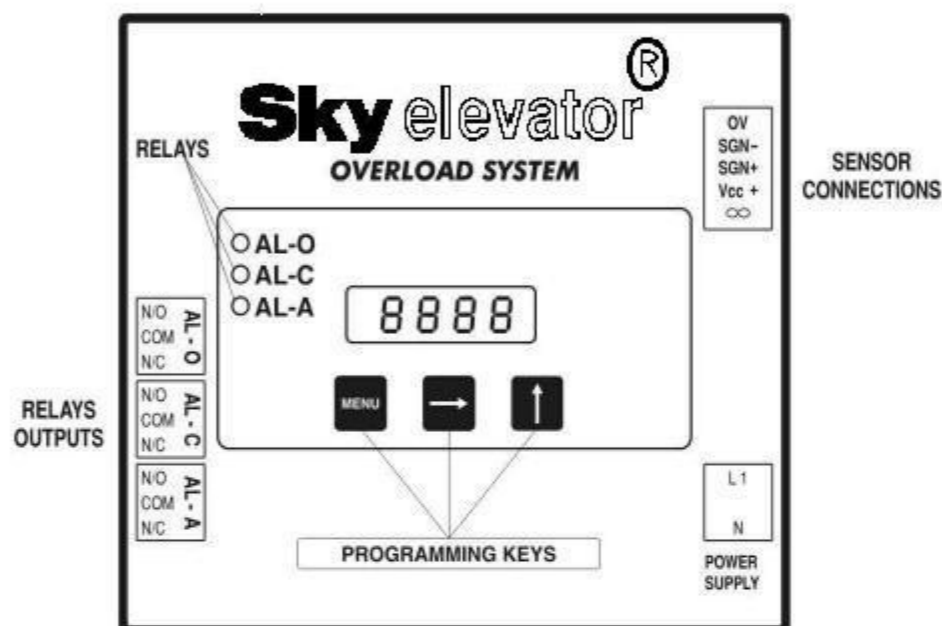 Sky elevator®
OVERLOAD SYSTEM
RELAYS
AL-O
AL-C
AL-A
8888
MENU
PROGRAMMING KEYS
OV
SGN-
SGN+
Vcc +
∞
SENSOR
CONNECTIONS
RELAYS
OUTPUTS
N/O
COM
N/C
AL-O
N/O
COM
N/C
AL-C
N/O
COM
N/C
AL-A
L1
N
POWER
SUPPLY